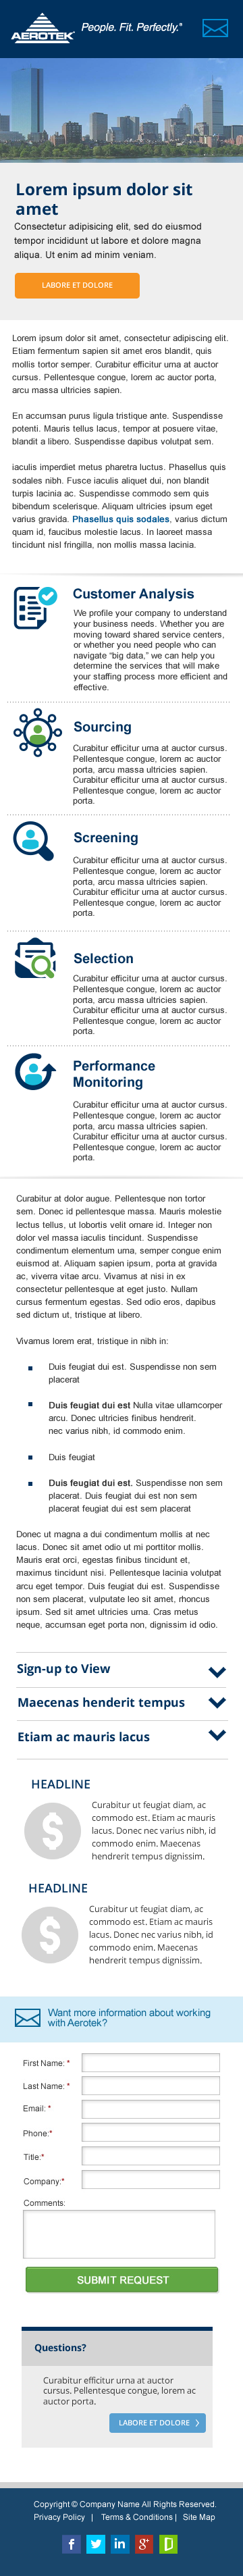 AEROTEK
People. Fit. Perfectly.®
Lorem ipsum dolor sit
amet
Consectetur adipisicing elit, sed do eiusmod
tempor incididunt ut labore et dolore magna
aliqua. Ut enim ad minim veniam.
LABORE ET DOLORE
Lorem ipsum dolor sit amet, consectetur adipiscing elit.
Etiam fermentum sapien sit amet eros blandit, quis
mollis tortor semper. Curabitur efficitur urna at auctor
cursus. Pellentesque congue, lorem ac auctor porta,
arcu massa ultricies sapien.
En accumsan purus ligula tristique ante. Suspendisse
potenti. Mauris tellus lacus, tempor at posuere vitae,
blandit a libero. Suspendisse dapibus volutpat sem.
iaculis imperdiet metus pharetra luctus. Phasellus quis
sodales nibh. Fusce iaculis aliquet dui, non blandit
turpis lacinia ac. Suspendisse commodo sem quis
bibendum scelerisque. Aliquam sollicitudin ipsum eget
varius gravida. Phasellus quis sodales, varius dictum
quam id, faucibus molestie lacus. In laoreet massa
tincidunt nisl fringilla, non mollis massa lacinia.
Customer Analysis
We profile your company to understand
your business needs. Whether you are
moving toward shared service centers,
or whether you need people who can
navigate “big data,” we can help you
determine the services that will make
your staffing process more efficient and
effective.
Sourcing
Curabitur efficitur urna at auctor cursus.
Pellentesque congue, lorem ac auctor
porta, arcu massa ultricies sapien.
Curabitur efficitur urna at auctor cursus.
Pellentesque congue, lorem ac auctor
porta.
Screening
Curabitur efficitur urna at auctor cursus.
Pellentesque congue, lorem ac auctor
porta, arcu massa ultricies sapien.
Curabitur efficitur urna at auctor cursus.
Pellentesque congue, lorem ac auctor
porta.
Selection
Curabitur efficitur urna at auctor cursus.
Pellentesque congue, lorem ac auctor
porta, arcu massa ultricies sapien.
Curabitur efficitur urna at auctor cursus.
Pellentesque congue, lorem ac auctor
porta.
Performance
Monitoring
Curabitur efficitur urna at auctor cursus.
Pellentesque congue, lorem ac auctor
porta, arcu massa ultricies sapien.
Curabitur efficitur urna at auctor cursus.
Pellentesque congue, lorem ac auctor
porta.
Curabitur at dolor augue. Pellentesque non tortor
sem. Donec id pellentesque massa. Mauris molestie
lectus tellus, ut lobortis velit ornare id. Integer non
dolor vel massa iaculis tincidunt. Suspendisse
condimentum elementum urna, semper congue enim
euismod at. Aliquam sapien ipsum, porta at gravida
ac, viverra vitae arcu. Vivamus at nisi in ex
consectetur pellentesque at eget justo. Nullam
cursus fermentum egestas. Sed odio eros, dapibus
sed dictum ut, tristique at libero.
Vivamus lorem erat, tristique in nibh in:
Duis feugiat dui est. Suspendisse non sem
placerat
Duis feugiat dui est Nulla vitae ullamcorper
arcu. Donec ultricies finibus hendrerit.
nec varius nibh, id commodo enim.
Duis feugiat
Duis feugiat dui est, Suspendisse non sem
placerat. Duis feugiat dui est non sem
placerat feugiat dui est sem placerat
Donec ut magna a dui condimentum mollis at nec
lacus. Donec sit amet odio ut mi porttitor mollis.
Mauris erat orci, egestas finibus tincidunt et,
maximus tincidunt nisi. Pellentesque lacinia volutpat
arcu eget tempor. Duis feugiat dui est. Suspendisse
non sem placerat, vulputate leo sit amet, rhoncus
ipsum. Sed sit amet ultricies urna. Cras metus
neque, accumsan eget porta non, dignissim id odio.
Sign-up to View
Maecenas henderit tempus
Etiam ac mauris lacus
HEADLINE
Curabitur ut feugiat diam, ac
commodo est. Etiam ac mauris
lacus. Donec nec varius nibh, id
commodo enim. Maecenas
hendrerit tempus dignissim.
HEADLINE
Curabitur ut feugiat diam, ac
commodo est. Etiam ac mauris
lacus. Donec nec varius nibh, id
commodo enim. Maecenas
hendrerit tempus dignissim.
Want more information about working
with Aerotek?
First Name: *
Last Name: *
Email: *
Phone:*
Title:*
Company:*
Comments:
SUBMIT REQUEST
Questions?
Curabitur efficitur urna at auctor
cursus. Pellentesque congue, lorem ac
auctor porta.
LABORE ET DOLORE
Copyright © Company Name All Rights Reserved.
Privacy Policy | Terms & Conditions | Site Map